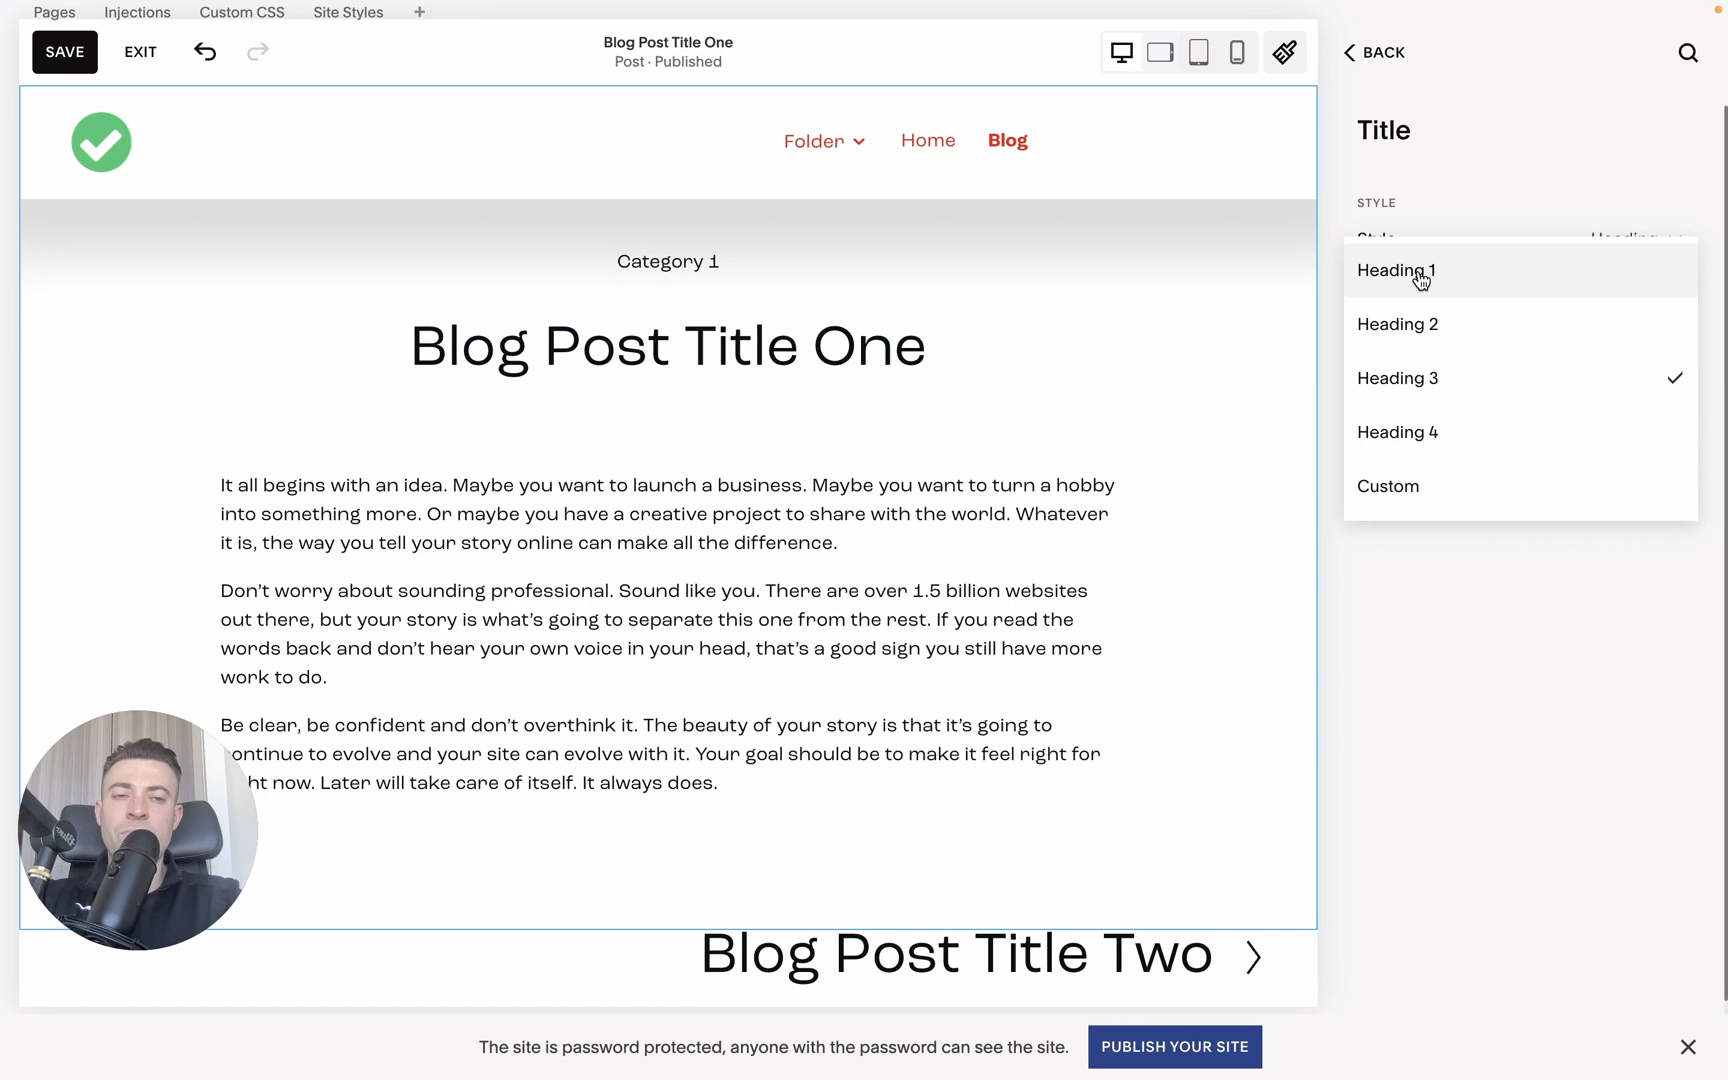 Pages Injections Custom CSS Site Styles +
SAVE EXIT
Blog Post Title One
Post · Published
BACK
Folder Home Blog
Title
STYLE
Style Heading
Heading 1
Heading 2
Heading 3
Heading 4
Custom
Category 1
Blog Post Title One
It all begins with an idea. Maybe you want to launch a business. Maybe you want to turn a hobby
into something more. Or maybe you have a creative project to share with the world. Whatever
it is, the way you tell your story online can make all the difference.
Don’t worry about sounding professional. Sound like you. There are over 1.5 billion websites
out there, but your story is what’s going to separate this one from the rest. If you read the
words back and don’t hear your own voice in your head, that’s a good sign you still have more
work to do.
Be clear, be confident and don’t overthink it. The beauty of your story is that it’s going to
ontinue to evolve and your site can evolve with it. Your goal should be to make it feel right for
ht now. Later will take care of itself. It always does.
Blog Post Title Two
The site is password protected, anyone with the password can see the site.
PUBLISH YOUR SITE